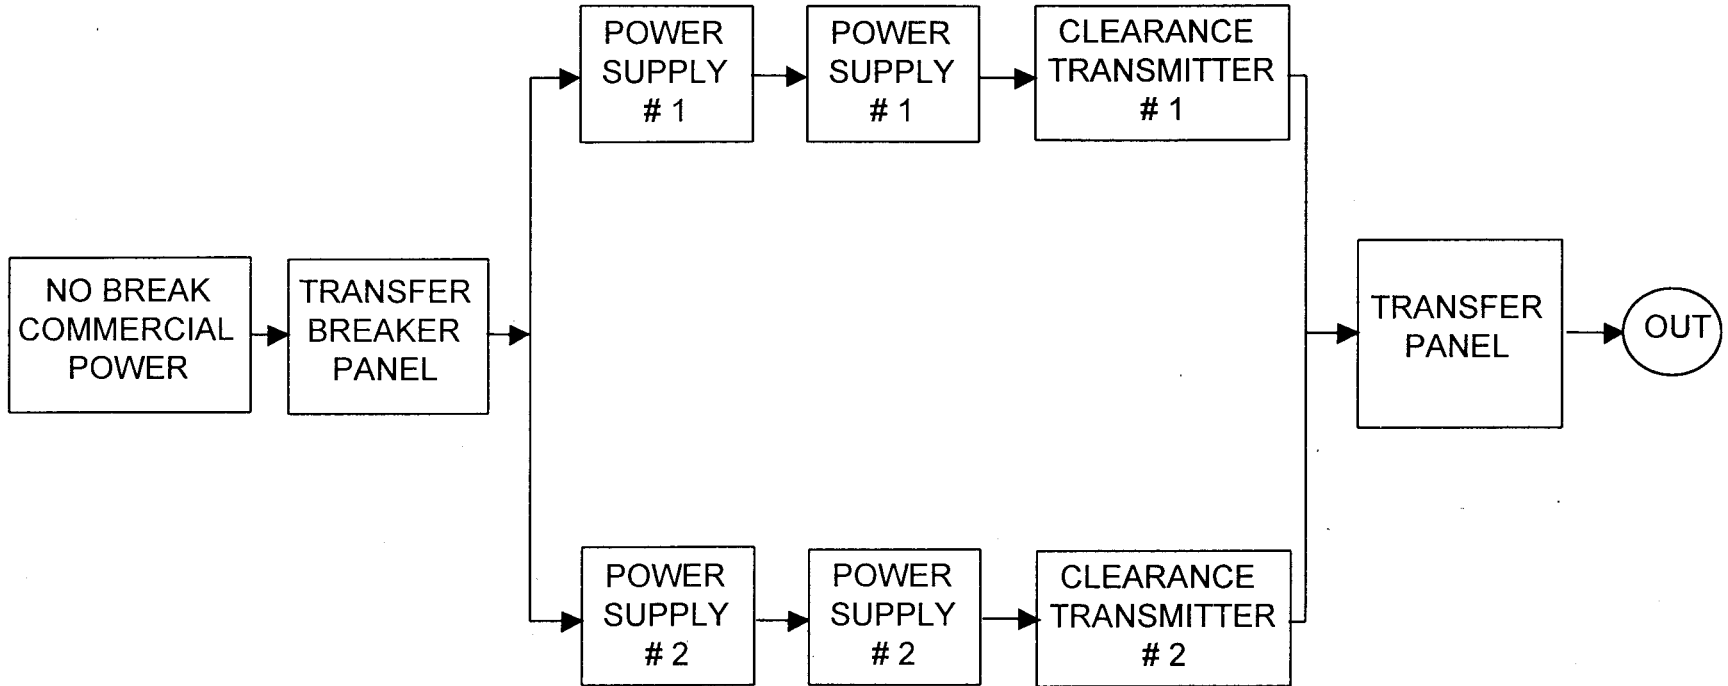 NO BREAK
COMMERCIAL
POWER
TRANSFER
BREAKER
PANEL
POWER
SUPPLY
# 1
POWER
SUPPLY
# 1
CLEARANCE
TRANSMITTER
# 1
POWER
SUPPLY
# 2
POWER
SUPPLY
# 2
CLEARANCE
TRANSMITTER
# 2
TRANSFER
PANEL
OUT